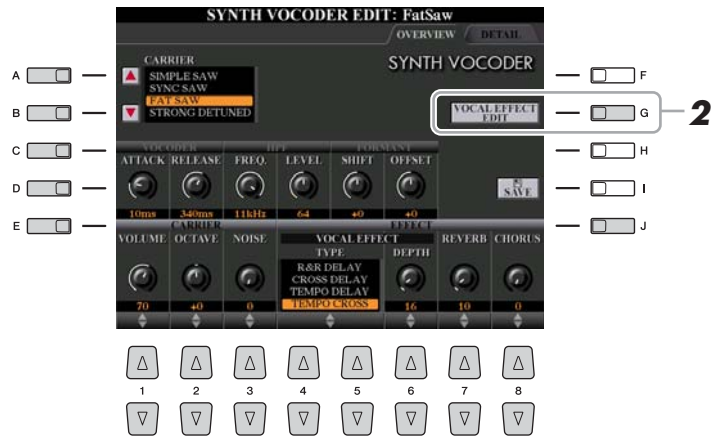 SYNTH VOCODER EDIT: FatSaw
OVERVIEW DETAIL
CARRIER
SYNTH VOCODER
SIMPLE SAW
SYNC SAW
FAT SAW
STRONG DETUNED
VOCAL EFFECT
EDIT
2
A
B
C
D
E
F
G
H
I
J
VOCODER HPF FORMANT
ATTACK RELEASE FREQ. LEVEL SHIFT OFFSET
10ms 340ms 11kHz 64 +0 +0
SAVE
CARRIER EFFECT
VOLUME OCTAVE NOISE VOCAL EFFECT REVERB CHORUS
TYPE DEPTH
R&R DELAY
CROSS DELAY
TEMPO DELAY
TEMPO CROSS
70 +0 0 16 10 0
1 2 3 4 5 6 7 8